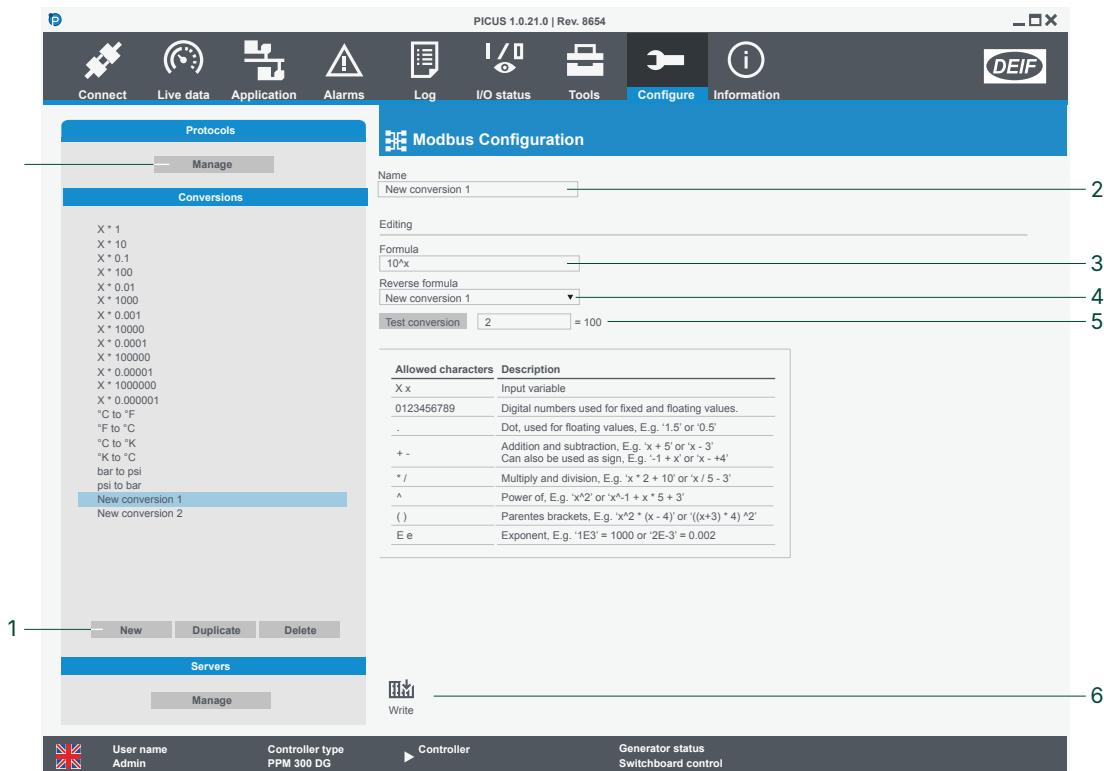 PICUS 1.0.21.0 | Rev. 8654
Connect
Live data
Application
Alarms
Log
I/O status
Tools
Configure
Information
DEIF
Protocols
Manage
Conversions
X * 1
X * 10
X * 0.1
X * 100
X * 0.01
X * 1000
X * 0.001
X * 10000
X * 0.0001
X * 100000
X * 0.00001
X * 1000000
X * 0.000001
°C to °F
°F to °C
°C to °K
°K to °C
bar to psi
psi to bar
New conversion 1
New conversion 2
1
New
Duplicate
Delete
Servers
Manage
Modbus Configuration
Name
New conversion 1
2
Editing
Formula
10^x
3
Reverse formula
New conversion 1
4
Test conversion
2
= 100
5
Allowed characters Description
X x Input variable
0123456789 Digital numbers used for fixed and floating values.
. Dot, used for floating values, E.g. ‘1.5’ or ‘0.5’
+ - Addition and subtraction, E.g. ‘x + 5’ or ‘x - 3’
Can also be used as sign, E.g. ‘-1 + x’ or ‘x - +4’
* / Multiply and division, E.g. ‘x * 2 + 10’ or ‘x / 5 - 3’
^ Power of, E.g. ‘x^2’ or ‘x^-1 + x * 5 + 3’
( ) Parentes brackets, E.g. ‘x^2 * (x - 4)’ or ‘((x+3) * 4) ^2’
E e Exponent, E.g. ‘1E3’ = 1000 or ‘2E-3’ = 0.002
Write
6
User name
Admin
Controller type
PPM 300 DG
Controller
Generator status
Switchboard control